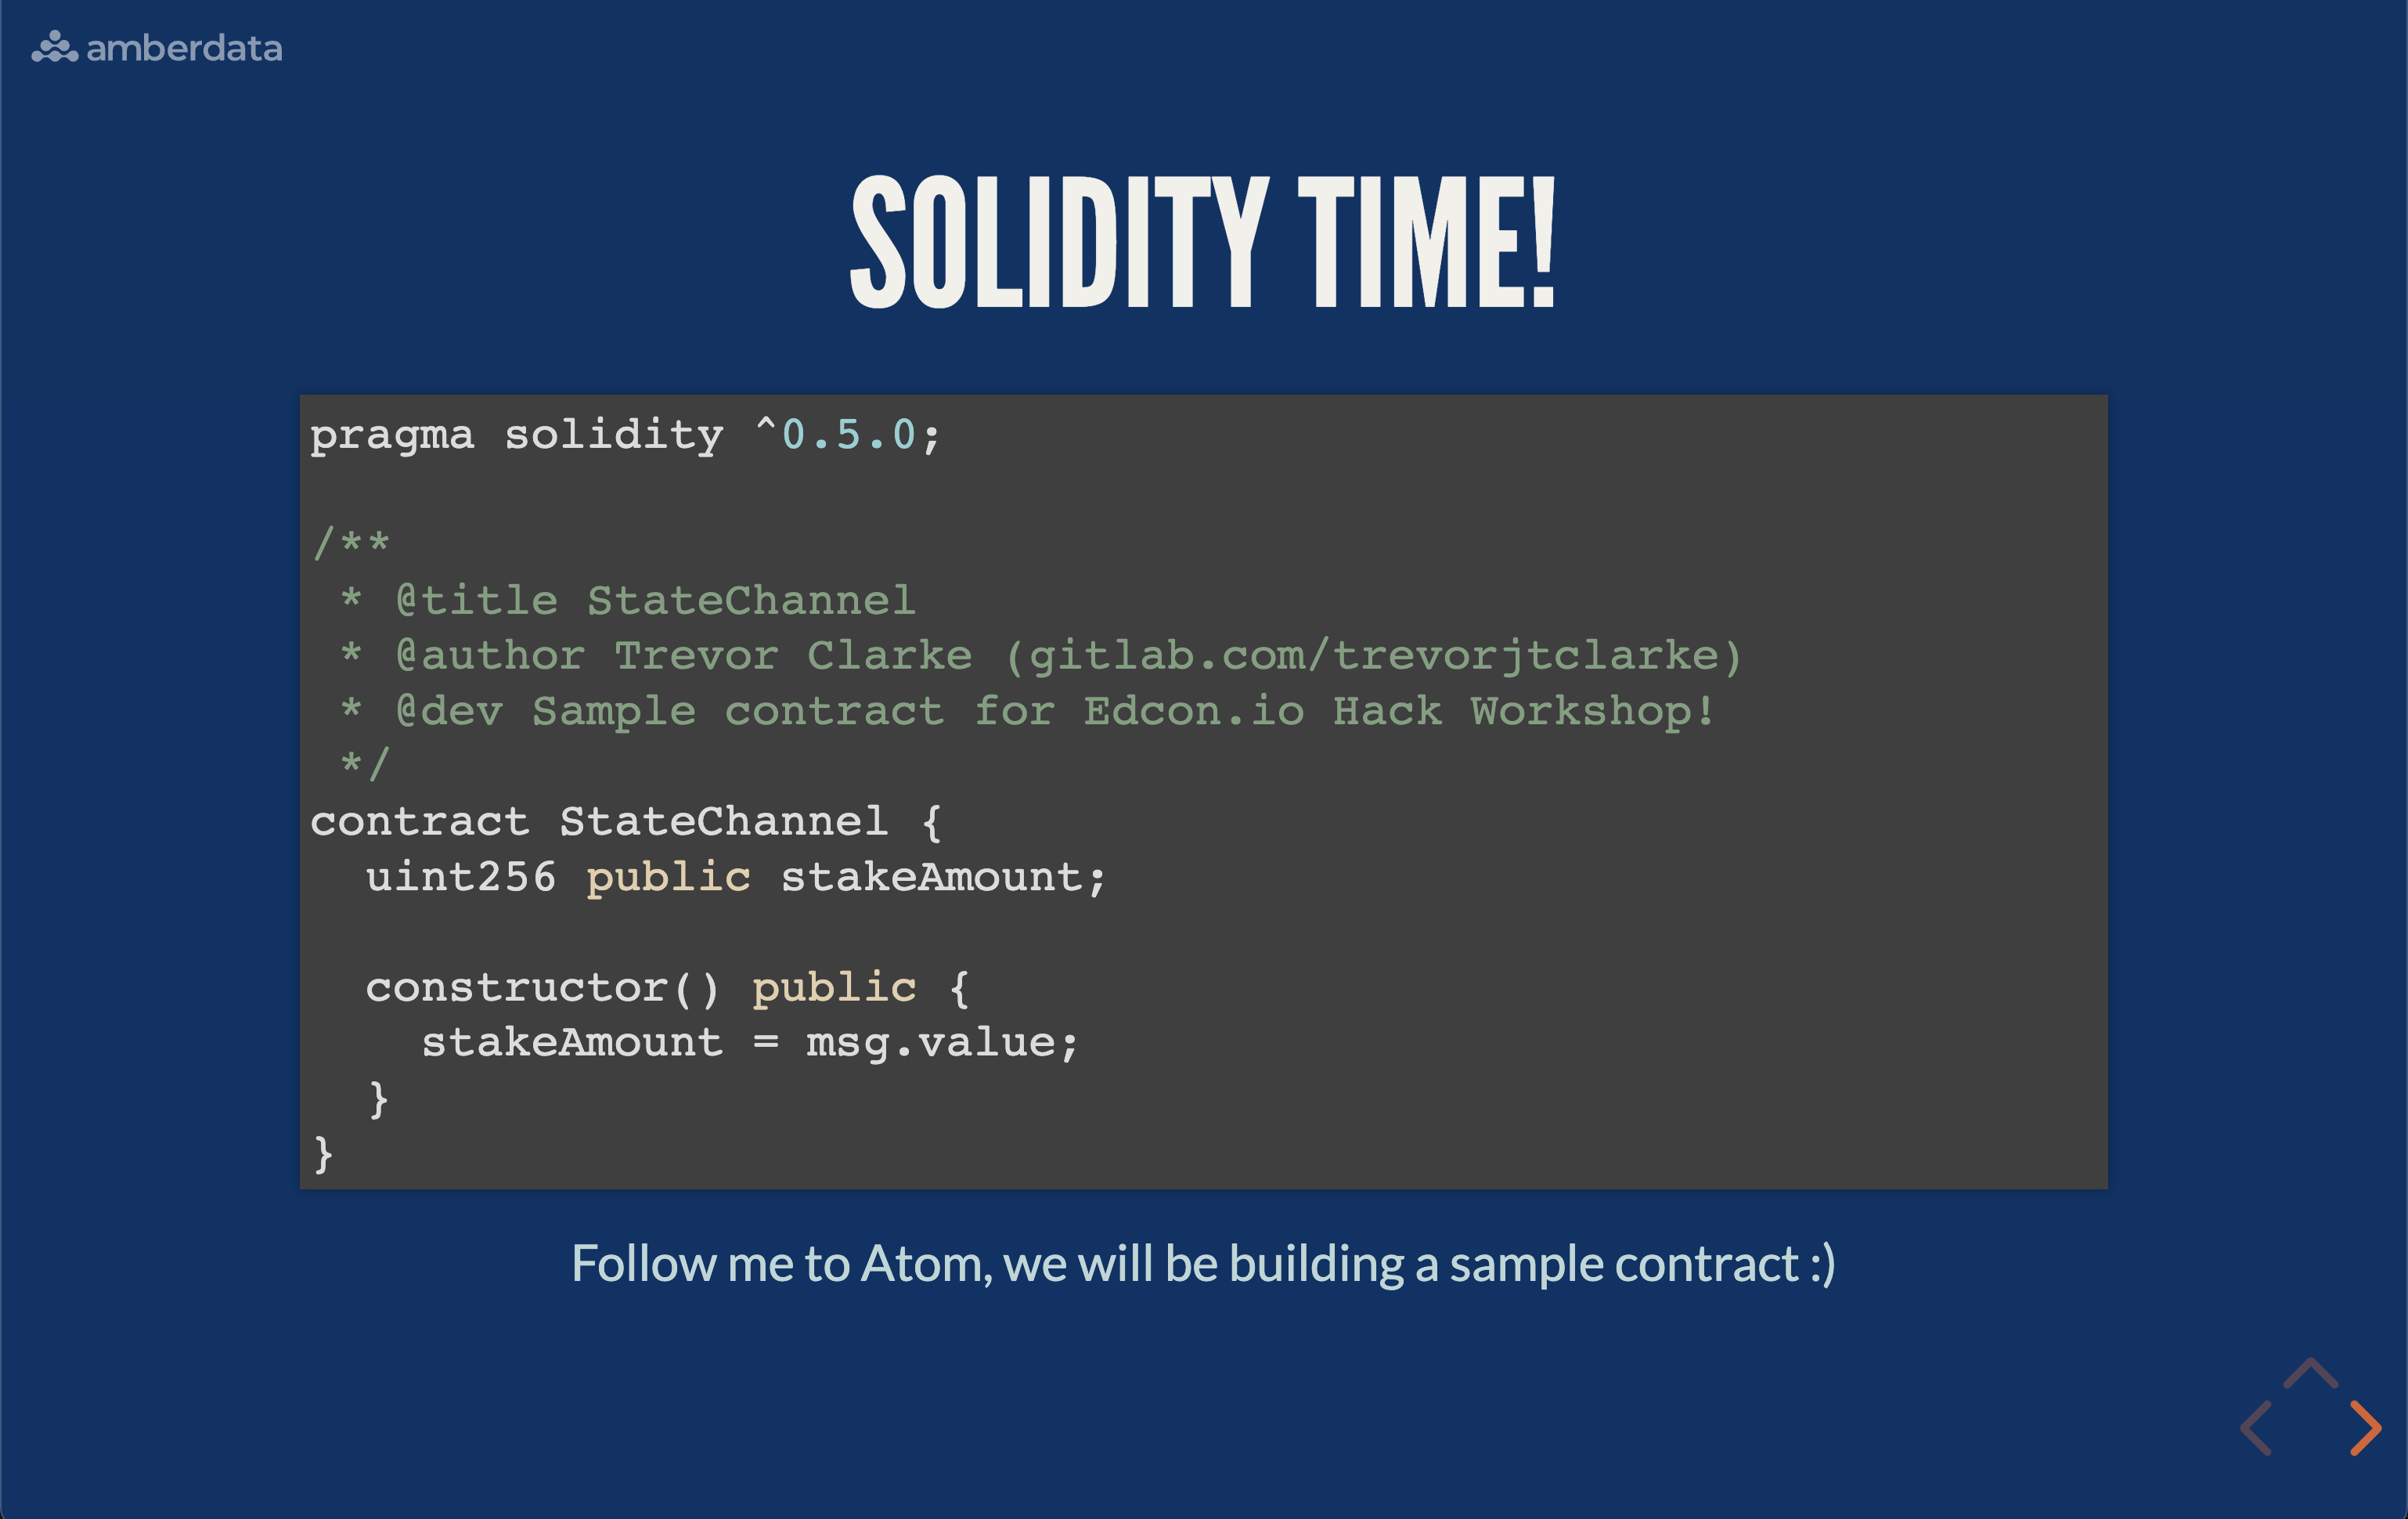 amberdata
SOLIDITY TIME!
pragma solidity ^0.5.0;
/**
 * @title StateChannel
 * @author Trevor Clarke (gitlab.com/trevorjtclarke)
 * @dev Sample contract for Edcon.io Hack Workshop!
 */
contract StateChannel {
  uint256 public stakeAmount;
  constructor() public {
    stakeAmount = msg.value;
  }
}
Follow me to Atom, we will be building a sample contract :)